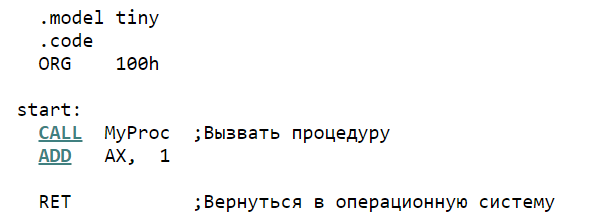 .model tiny
.code
ORG    100h
start:
CALL  MyProc  ;Вызвать процедуру
ADD   AX,  1
RET           ;Вернуться в операционную систему